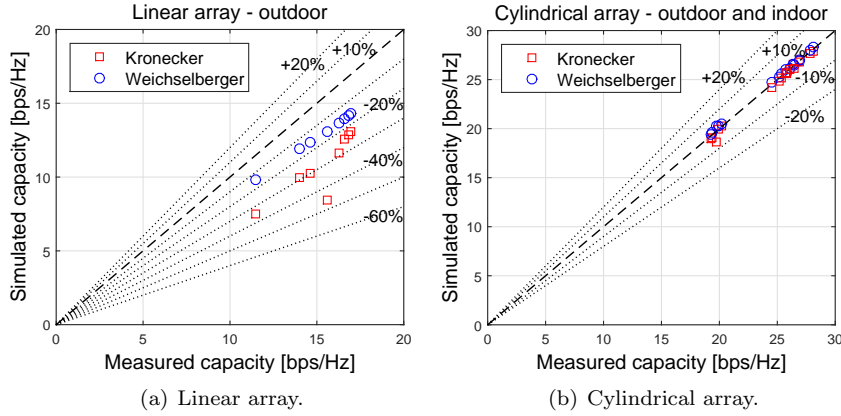 Linear array - outdoor
20
15
10
5
0
0
5
10
15
20
Simulated capacity [bps/Hz]
Measured capacity [bps/Hz]
Kronecker
Weichselberger
+10%
+20%
-20%
-40%
-60%
(a) Linear array.
Cylindrical array - outdoor and indoor
30
25
20
15
10
5
0
0
5
10
15
20
25
30
Simulated capacity [bps/Hz]
Measured capacity [bps/Hz]
Kronecker
Weichselberger
+10%
+20%
-10%
-20%
(b) Cylindrical array.